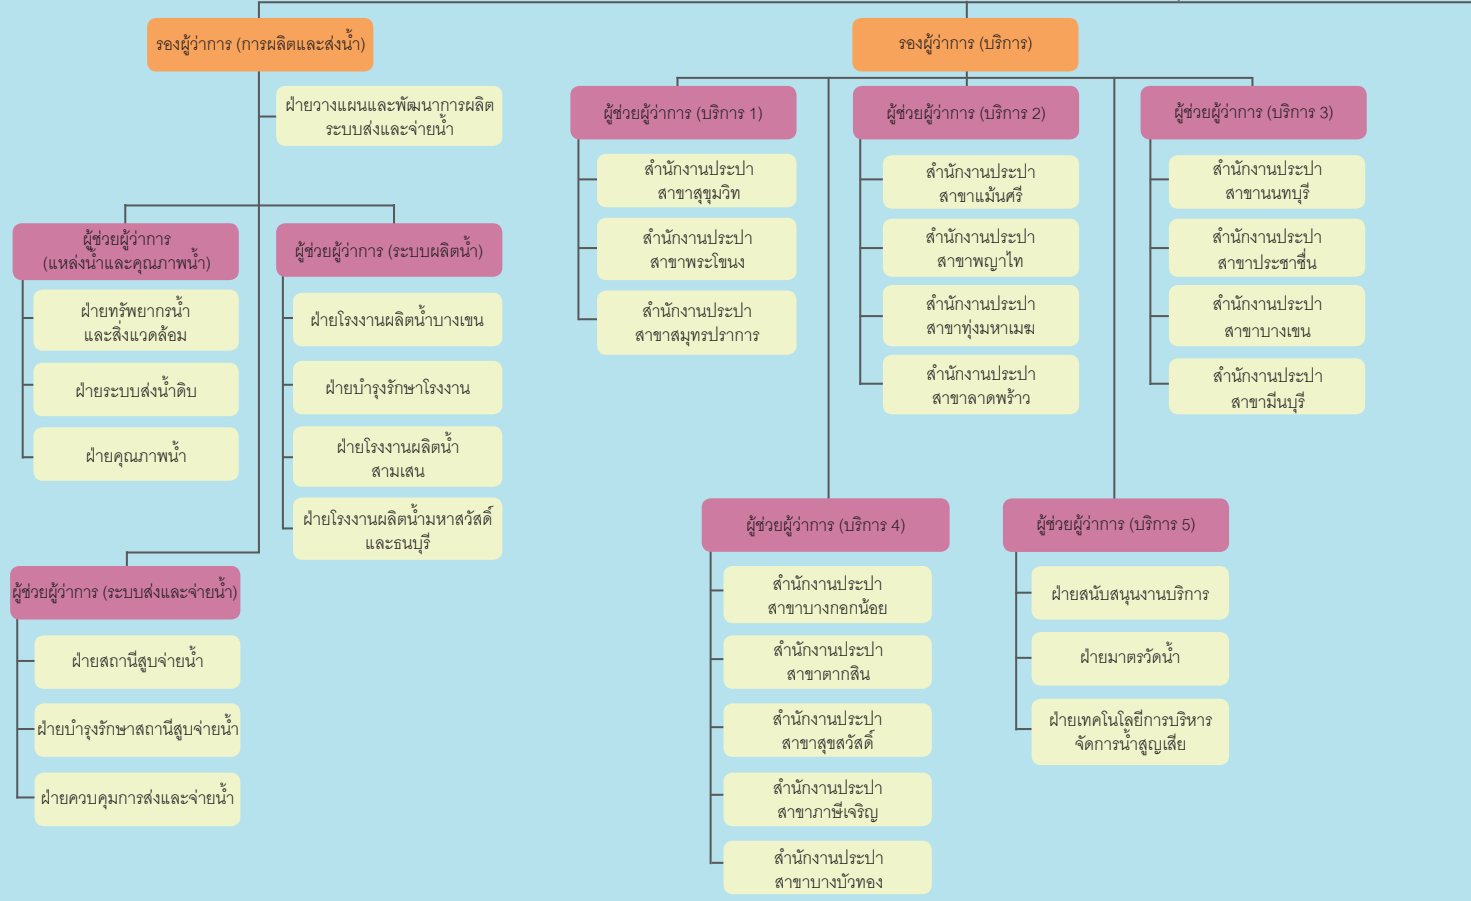 รองผู้ว่าการ (การผลิตและส่งน้ำ)
ฝ่ายวางแผนและพัฒนาการผลิต
ระบบส่งและจ่ายน้ำ
ผู้ช่วยผู้ว่าการ
(แหล่งน้ำและคุณภาพน้ำ)
ฝ่ายทรัพยากรน้ำ
และสิ่งแวดล้อม
ฝ่ายระบบส่งน้ำดิบ
ฝ่ายคุณภาพน้ำ
ผู้ช่วยผู้ว่าการ (ระบบผลิตน้ำ)
ฝ่ายโรงงานผลิตน้ำบางเขน
ฝ่ายบำรุงรักษาโรงงาน
ฝ่ายโรงงานผลิตน้ำ
สามเสน
ฝ่ายโรงงานผลิตน้ำมหาสวัสดิ์
และธนบุรี
ผู้ช่วยผู้ว่าการ (ระบบส่งและจ่ายน้ำ)
ฝ่ายสถานีสูบจ่ายน้ำ
ฝ่ายบำรุงรักษาสถานีสูบจ่ายน้ำ
ฝ่ายควบคุมการส่งและจ่ายน้ำ
รองผู้ว่าการ (บริการ)
ผู้ช่วยผู้ว่าการ (บริการ 1)
สำนักงานประปา
สาขาสุขุมวิท
สำนักงานประปา
สาขาพระโขนง
สำนักงานประปา
สาขาสมุทรปราการ
ผู้ช่วยผู้ว่าการ (บริการ 2)
สำนักงานประปา
สาขาแม้นศรี
สำนักงานประปา
สาขาพญาไท
สำนักงานประปา
สาขาทุ่งมหาเมฆ
สำนักงานประปา
สาขาลาดพร้าว
ผู้ช่วยผู้ว่าการ (บริการ 3)
สำนักงานประปา
สาขานนทบุรี
สำนักงานประปา
สาขาประชาชื่น
สำนักงานประปา
สาขาบางเขน
สำนักงานประปา
สาขามีนบุรี
ผู้ช่วยผู้ว่าการ (บริการ 4)
สำนักงานประปา
สาขาบางกอกน้อย
สำนักงานประปา
สาขาตากสิน
สำนักงานประปา
สาขาสุขสวัสดิ์
สำนักงานประปา
สาขาภาษีเจริญ
สำนักงานประปา
สาขาบางบัวทอง
ผู้ช่วยผู้ว่าการ (บริการ 5)
ฝ่ายสนับสนุนงานบริการ
ฝ่ายมาตรวัดน้ำ
ฝ่ายเทคโนโลยีการบริหาร
จัดการน้ำสูญเสีย